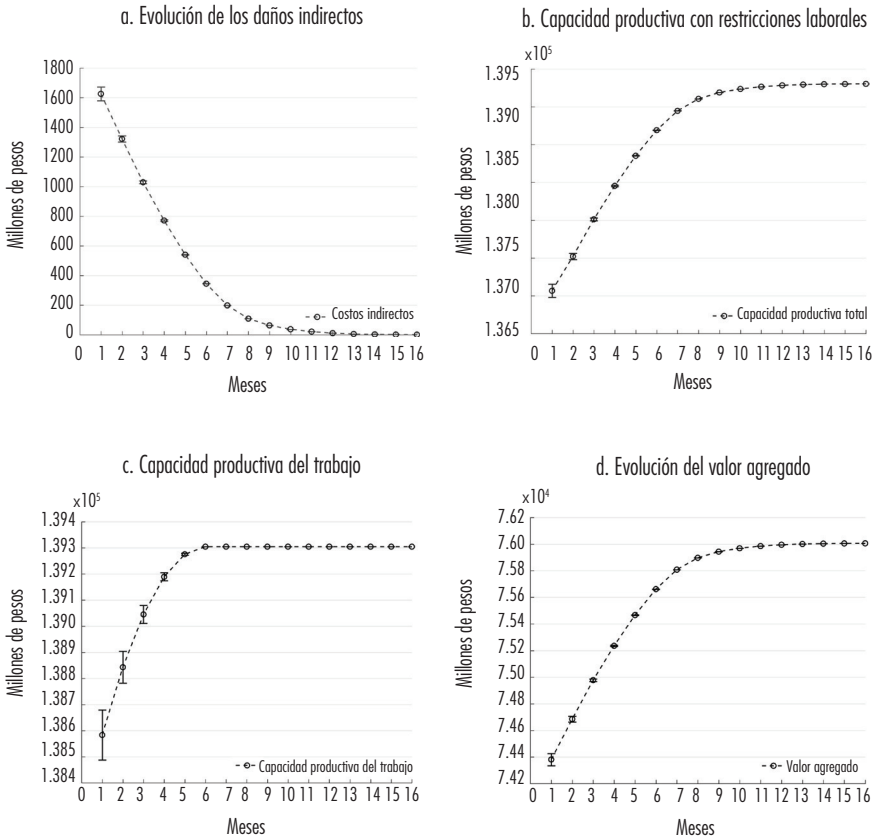 a. Evolución de los daños indirectos
Millones de pesos
1800
1600
1400
1200
1000
800
600
400
200
0
Costos indirectos
0 1 2 3 4 5 6 7 8 9 10 11 12 13 14 15 16
Meses
b. Capacidad productiva con restricciones laborales
x10⁵
Millones de pesos
1.395
1.390
1.385
1.380
1.375
1.370
1.365
Capacidad productiva total
0 1 2 3 4 5 6 7 8 9 10 11 12 13 14 15 16
Meses
c. Capacidad productiva del trabajo
x10⁵
Millones de pesos
1.394
1.393
1.392
1.391
1.390
1.389
1.388
1.387
1.386
1.385
1.384
Capacidad productiva del trabajo
0 1 2 3 4 5 6 7 8 9 10 11 12 13 14 15 16
Meses
d. Evolución del valor agregado
x10⁴
Millones de pesos
7.62
7.60
7.58
7.56
7.52
7.52
7.50
7.48
7.46
7.44
7.42
Valor agregado
0 1 2 3 4 5 6 7 8 9 10 11 12 13 14 15 16
Meses